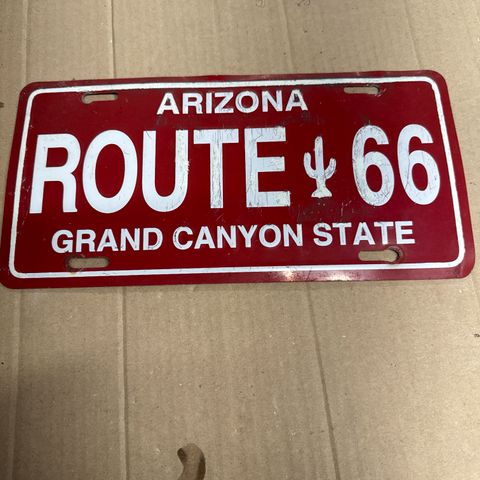 ARIZONA
ROUTE 66
GRAND CANYON STATE